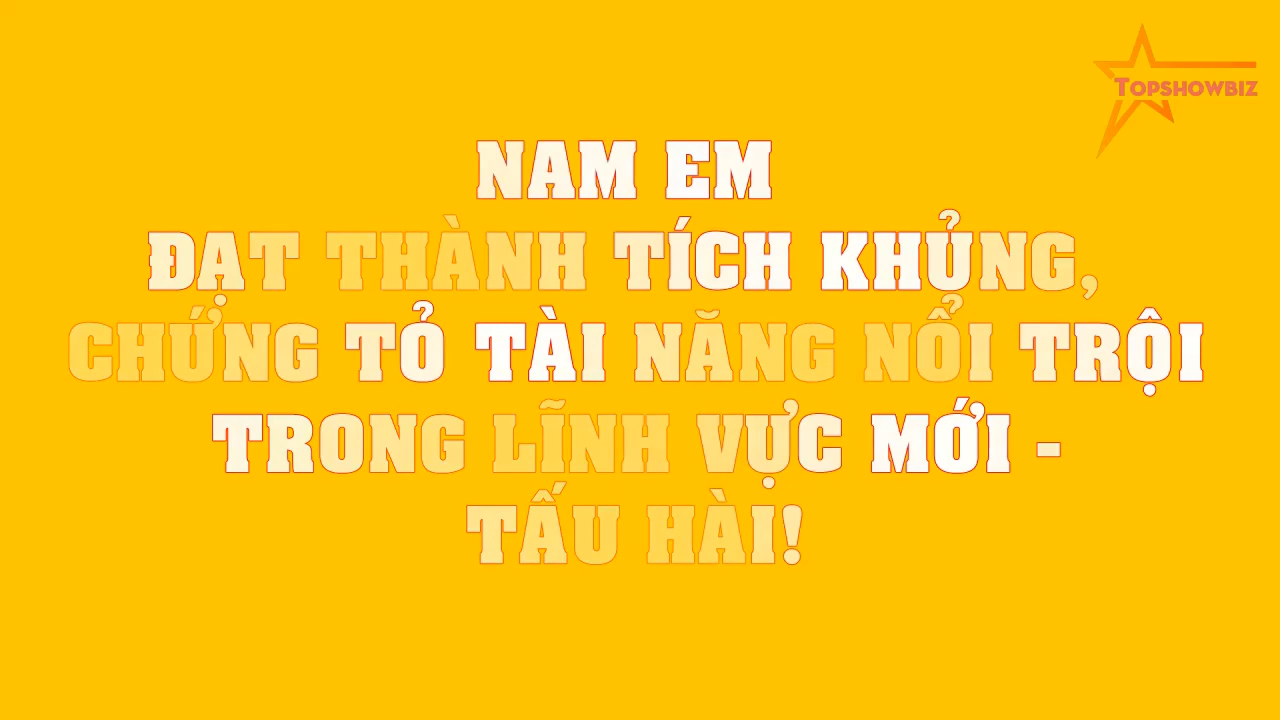 TOPSHOWBIZ
NAM EM
ĐẠT THÀNH TÍCH KHỦNG,
CHỨNG TỎ TÀI NĂNG NỔI TRỘI
TRONG LĨNH VỰC MỚI -
TẤU HÀI!